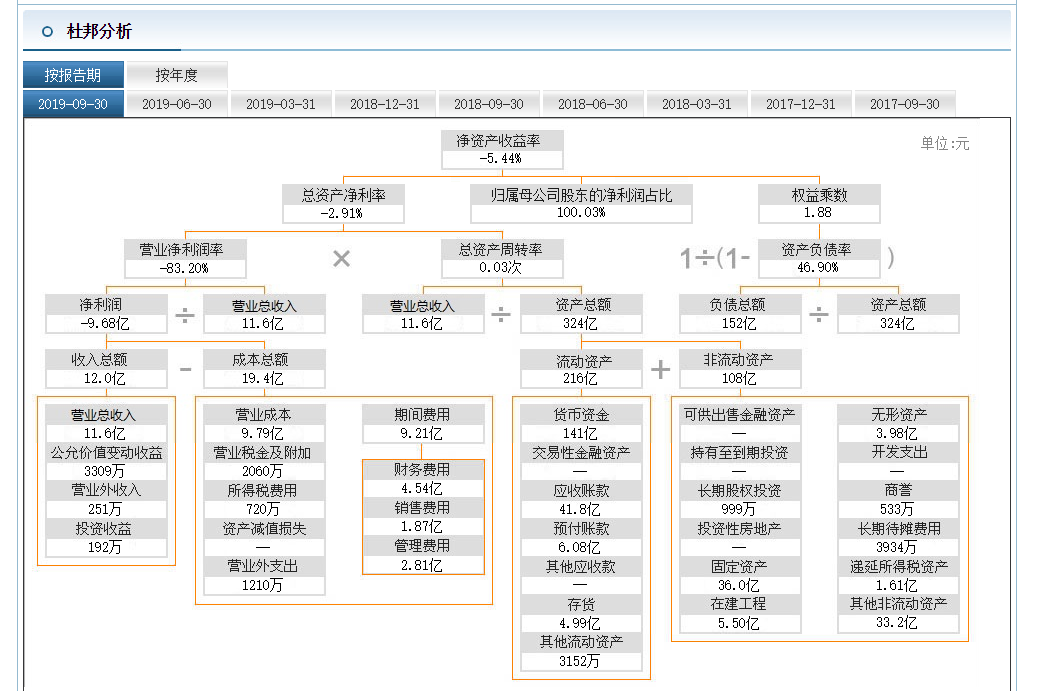 杜邦分析
按报告期 按年度
2019-09-30 2019-06-30 2019-03-31 2018-12-31 2018-09-30 2018-06-30 2018-03-31 2017-12-31 2017-09-30
单位:元
净资产收益率
-5.44%
总资产净利率 归属母公司股东的净利润占比 权益乘数
-2.91% 100.03% 1.88
营业净利润率 × 总资产周转率 1÷(1- 资产负债率 )
-83.20% 0.03次 46.90%
净利润 ÷ 营业总收入 营业总收入 ÷ 资产总额 负债总额 ÷ 资产总额
-9.68亿 11.6亿 11.6亿 324亿 152亿 324亿
收入总额 - 成本总额 流动资产 + 非流动资产
12.0亿 19.4亿 216亿 108亿
营业总收入 营业成本 期间费用 货币资金 可供出售金融资产 无形资产
11.6亿 9.79亿 9.21亿 141亿 — 3.98亿
公允价值变动收益 营业税金及附加 财务费用 交易性金融资产 持有至到期投资 开发支出
3309万 2060万 4.54亿 — — —
营业外收入 所得税费用 销售费用 应收账款 长期股权投资 商誉
251万 720万 1.87亿 41.8亿 999万 533万
投资收益 资产减值损失 管理费用 预付账款 投资性房地产 长期待摊费用
192万 — 2.81亿 6.08亿 — 3934万
营业外支出 其他应收款 固定资产 递延所得税资产
1210万 — 36.0亿 1.61亿
存货 在建工程 其他非流动资产
4.99亿 5.50亿 33.2亿
其他流动资产
3152万